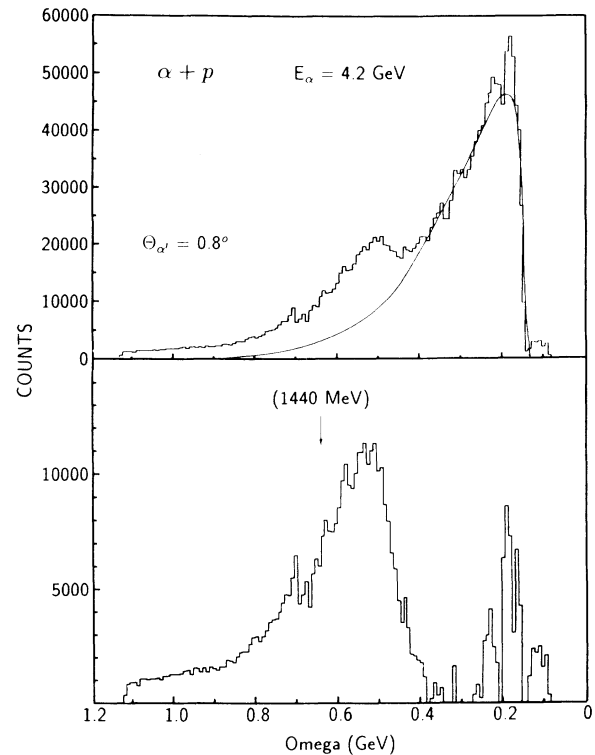 60000
α + p
E_α = 4.2 GeV
50000
40000
30000
20000
Θ_α' = 0.8°
10000
0
COUNTS
(1440 MeV)
10000
5000
1.2
1.0
0.8
0.6
0.4
0.2
0
Omega (GeV)